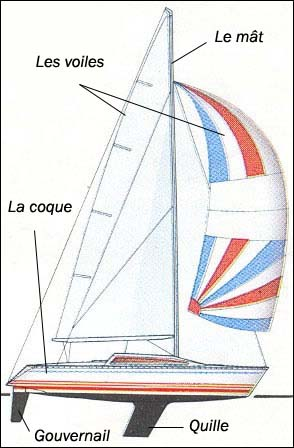 Le mât
Les voiles
La coque
Gouvernail
Quille